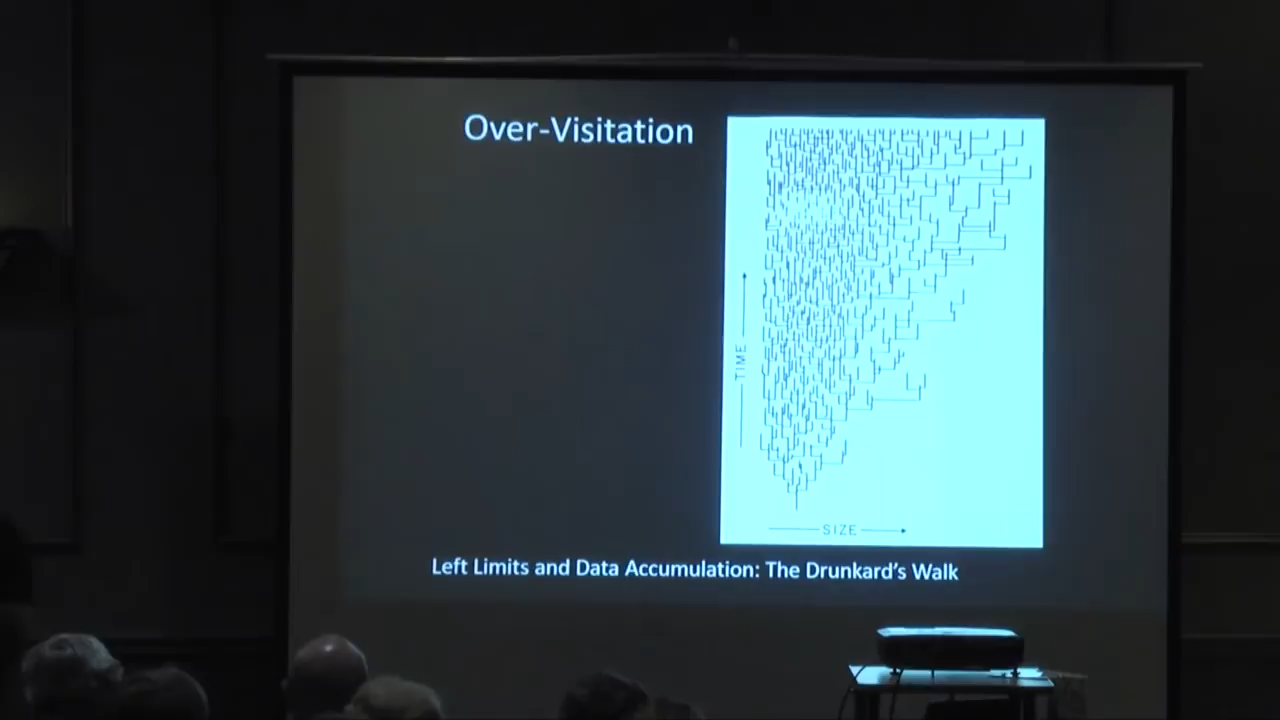 Over-Visitation
TIME
SIZE
Left Limits and Data Accumulation: The Drunkard's Walk